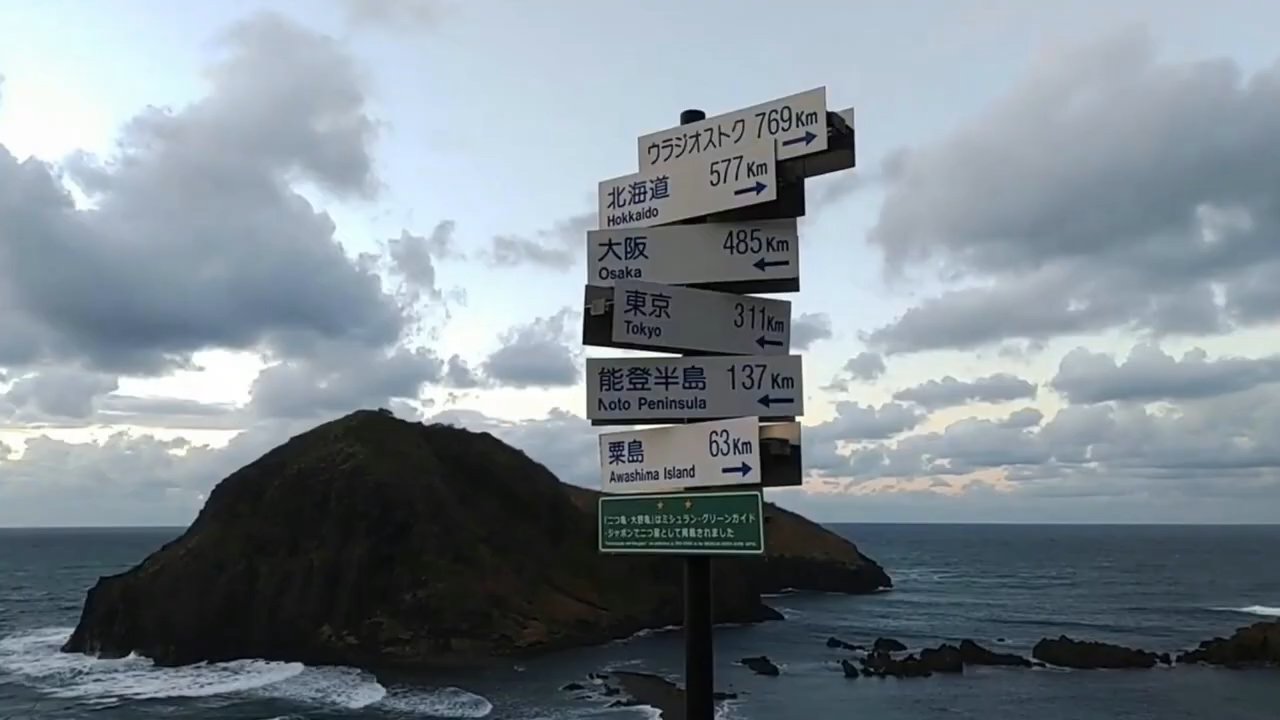 ウラジオストク 769Km
北海道 577Km
Hokkaido
大阪 485Km
Osaka
東京 311Km
Tokyo
能登半島 137Km
Noto Peninsula
粟島 63Km
Awashima Island
「二つ亀・大野亀」はミシュラン・グリーンガイド
・ジャポンで二つ星として掲載されました